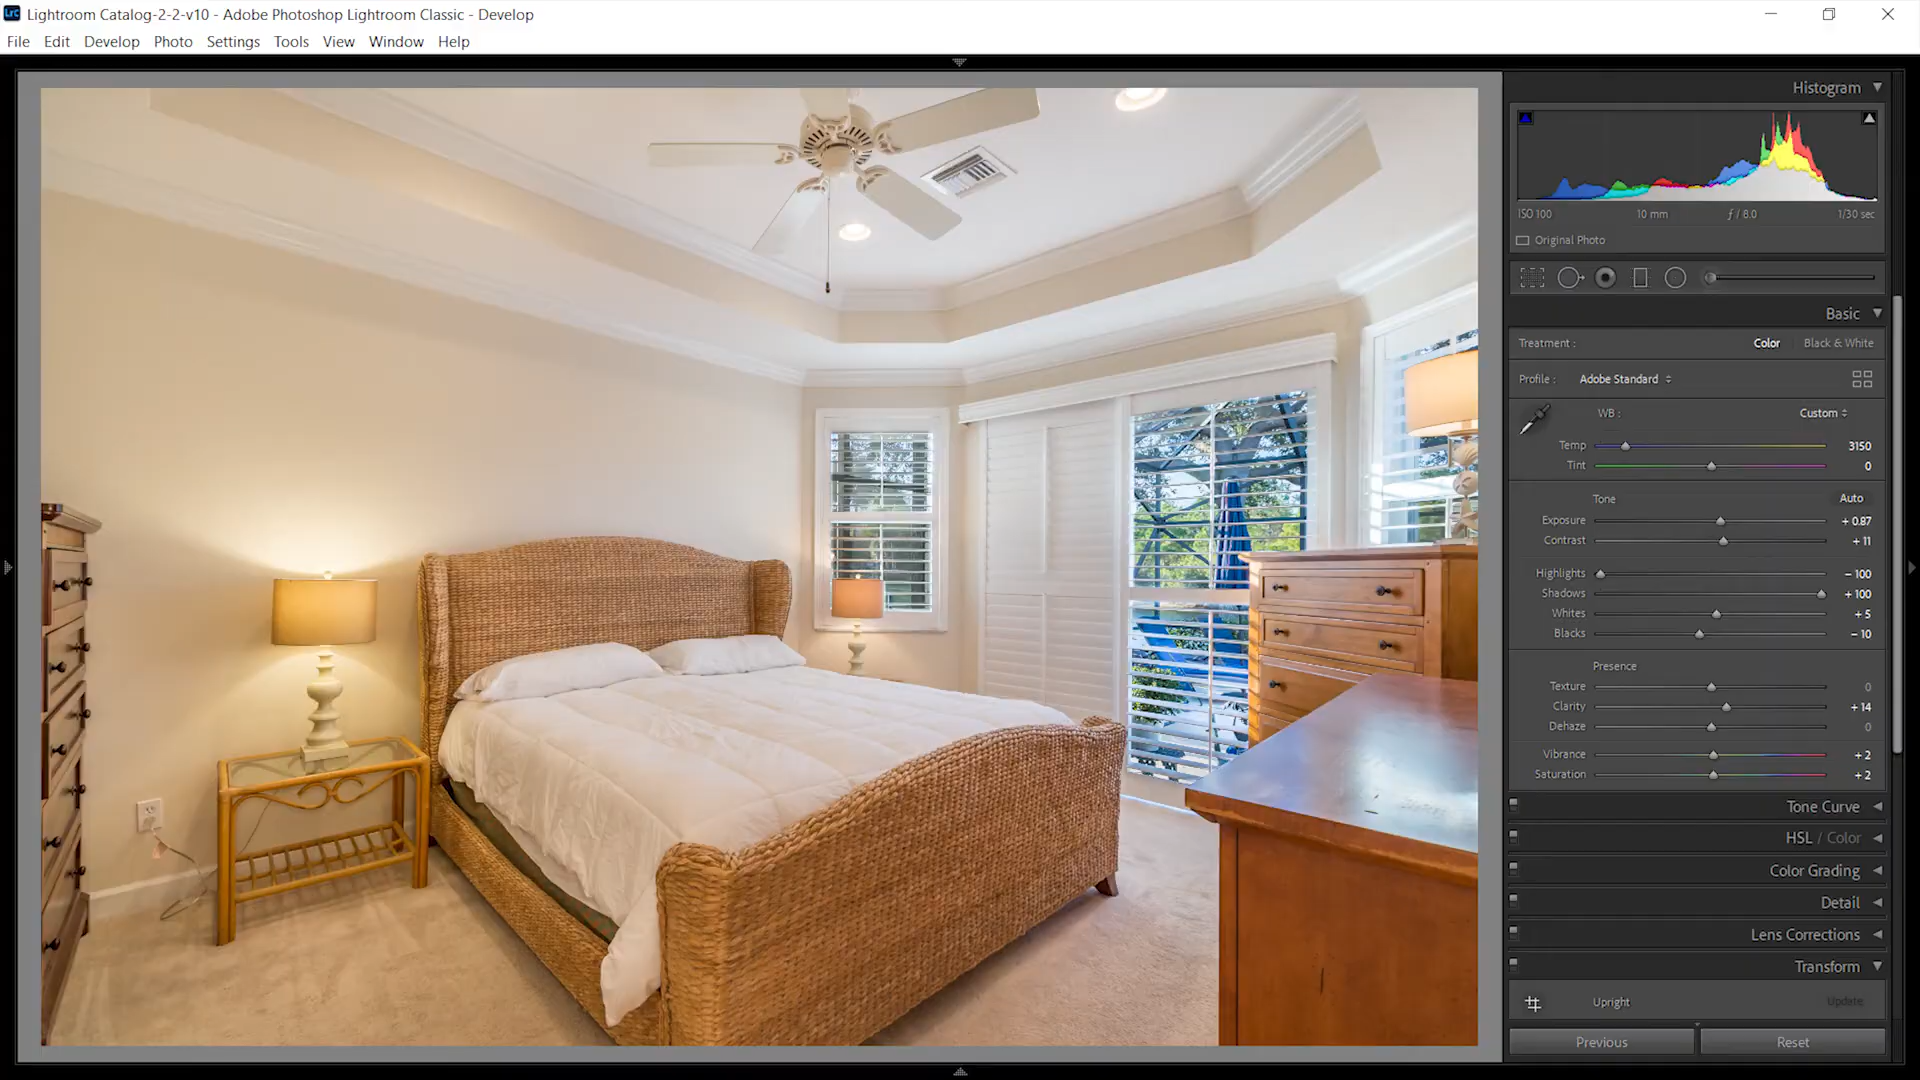 LrC Lightroom Catalog-2-2-v10 - Adobe Photoshop Lightroom Classic - Develop
File Edit Develop Photo Settings Tools View Window Help
Histogram
ISO 100 10 mm ƒ / 8.0 1/30 sec
Original Photo
Basic
Treatment : Color Black & White
Profile : Adobe Standard
WB : Custom
Temp 3150
Tint 0
Tone Auto
Exposure + 0.87
Contrast + 11
Highlights − 100
Shadows + 100
Whites + 5
Blacks − 10
Presence
Texture 0
Clarity + 14
Dehaze 0
Vibrance + 2
Saturation + 2
Tone Curve
HSL / Color
Color Grading
Detail
Lens Corrections
Transform
Upright Update
Previous Reset